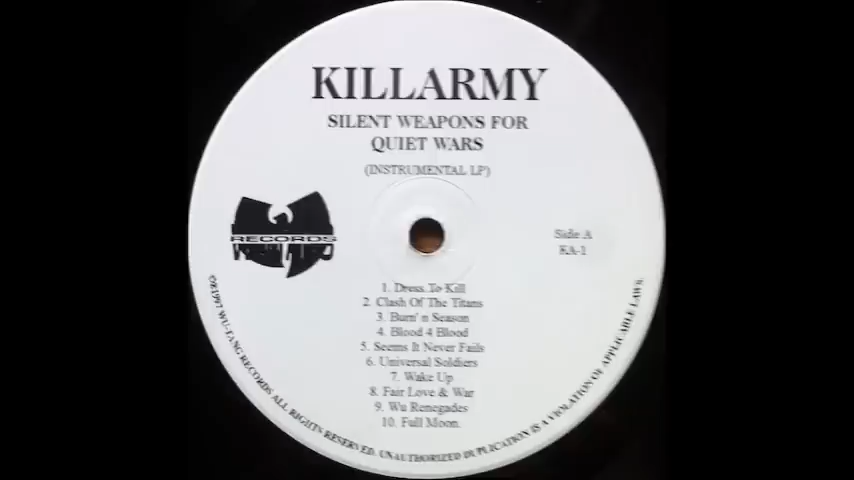 KILLARMY
SILENT WEAPONS FOR
QUIET WARS
(INSTRUMENTAL LP)
RECORDS
WU-TANG
Side A
KA-1
1. Dress To Kill
2. Clash Of The Titans
3. Burn' n Season
4. Blood 4 Blood
5. Seems It Never Fails
6. Universal Soldiers
7. Wake Up
8. Fair Love & War
9. Wu Renegades
10. Full Moon.
©1997 WU-TANG RECORDS ALL RIGHTS RESERVED. UNAUTHORIZED DUPLICATION IS A VIOLATION OF APPLICABLE LAWS.